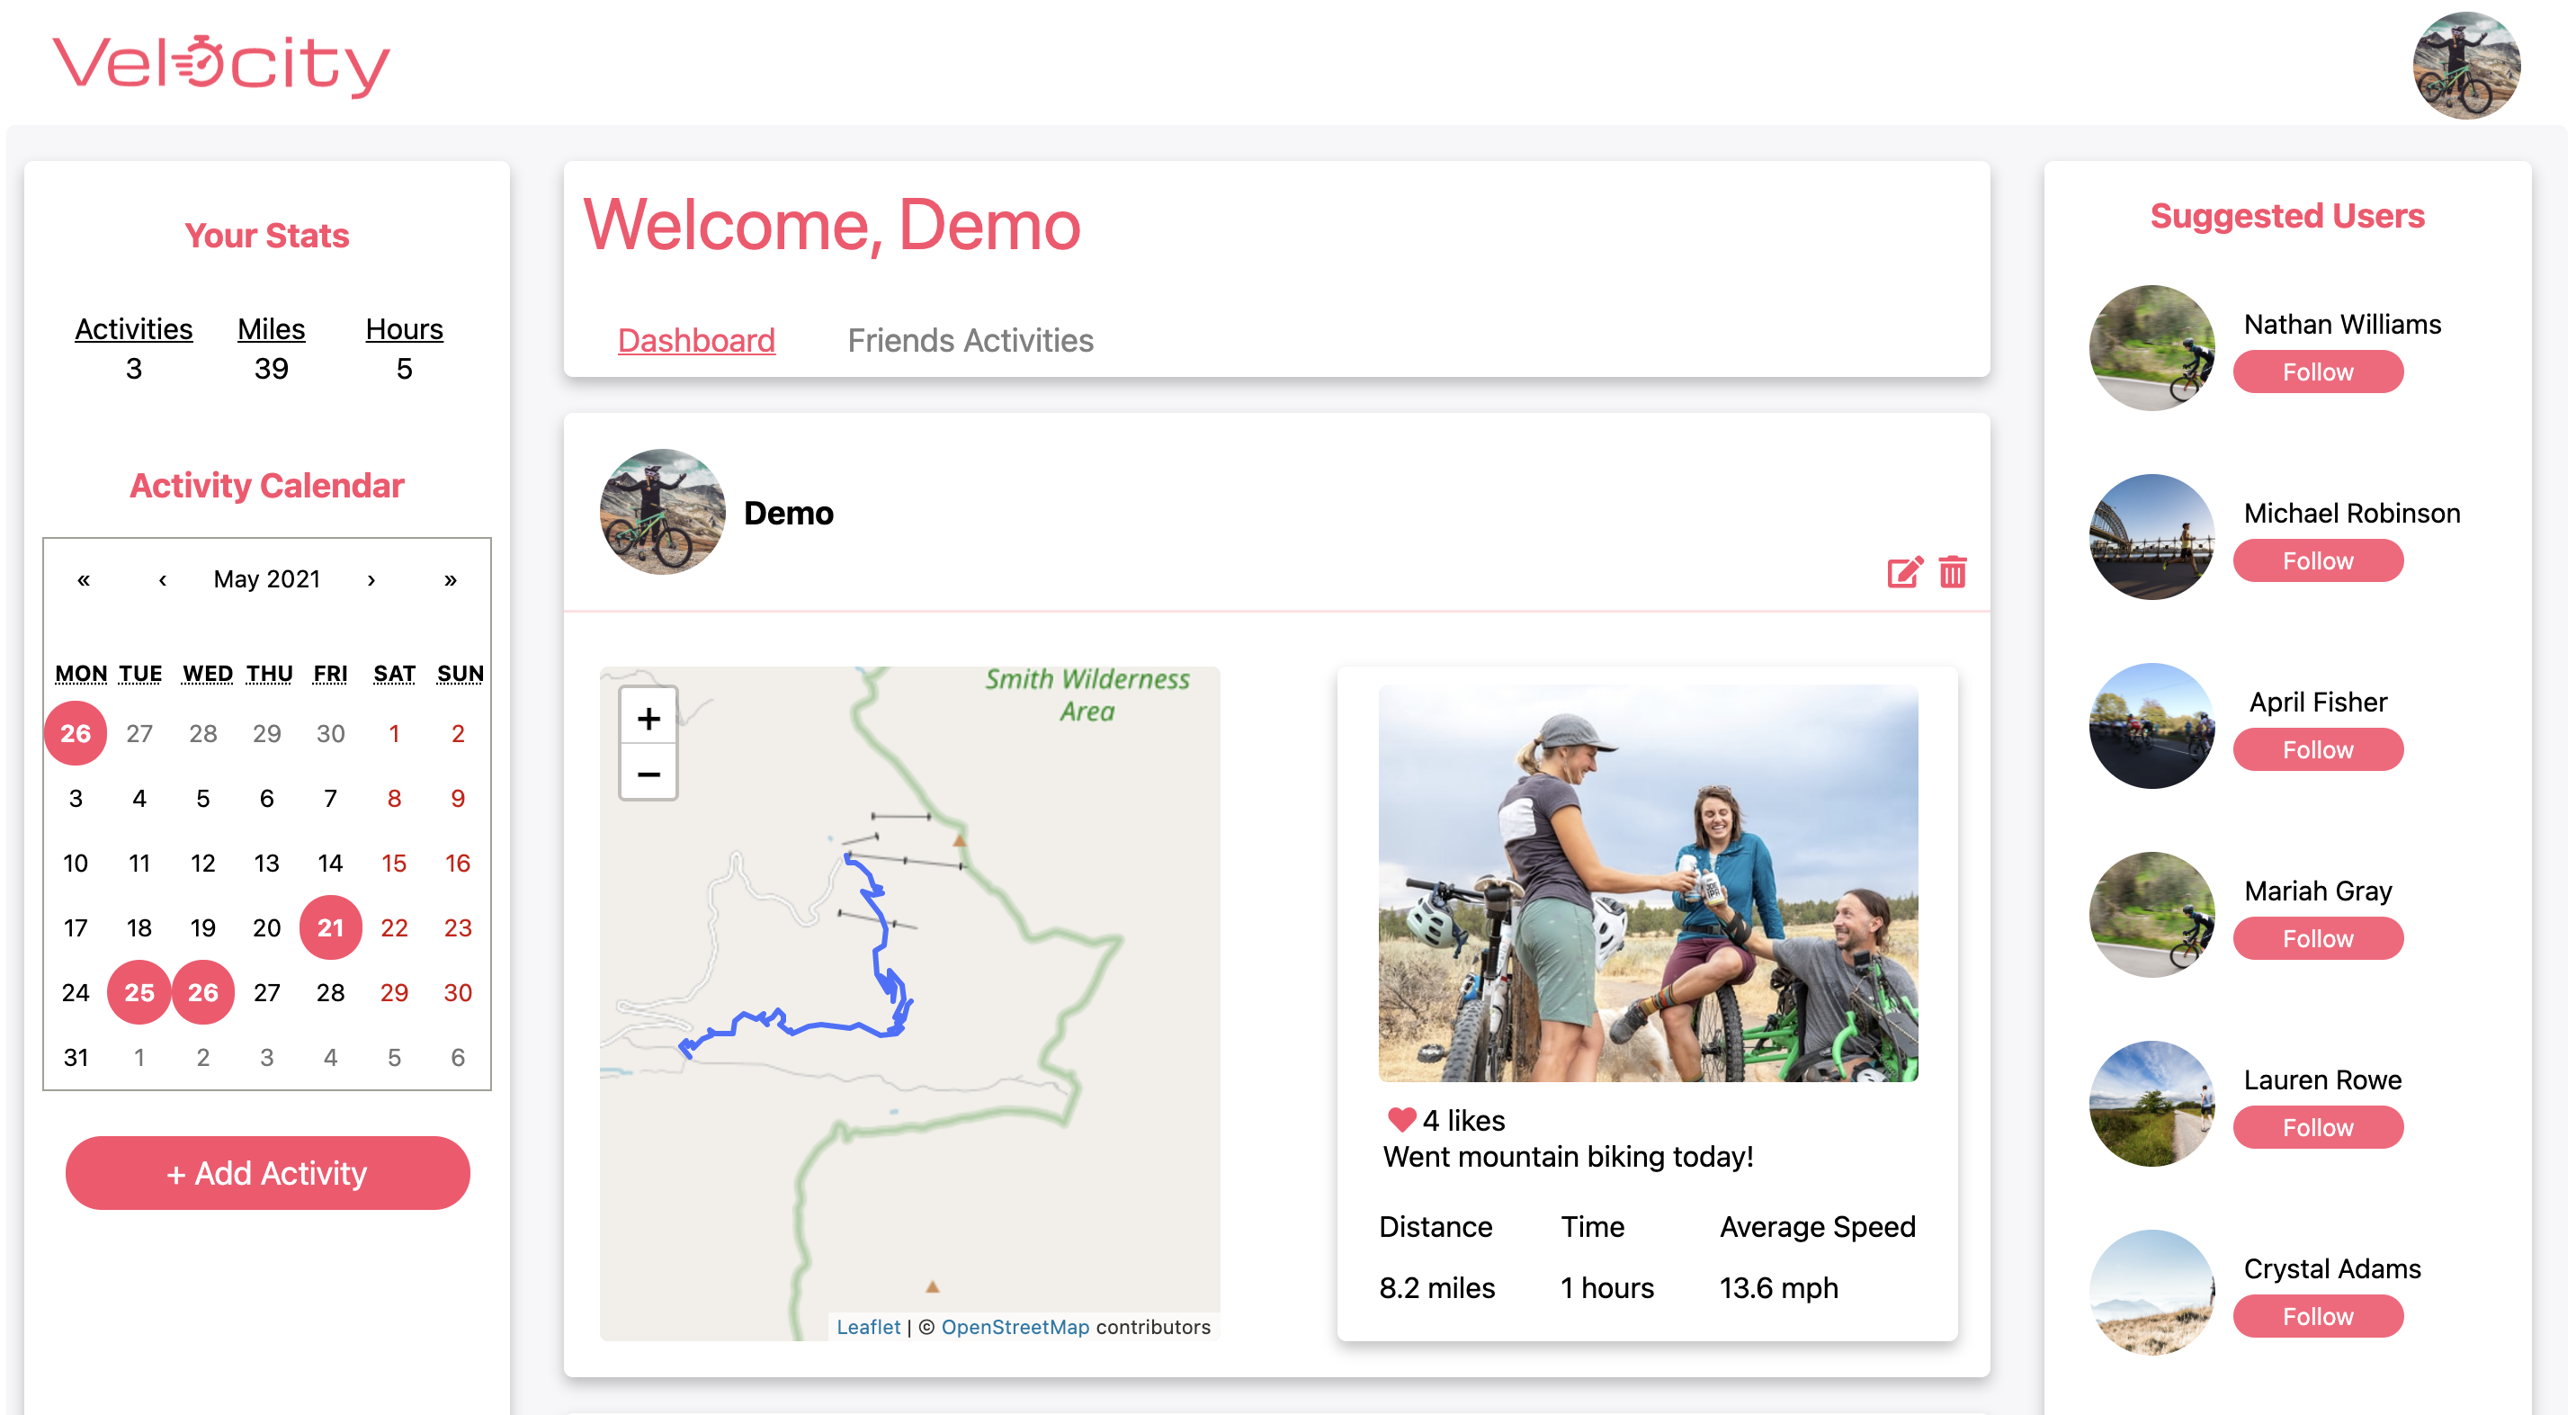 Velocity
Your Stats
Activities Miles Hours
3 39 5
Activity Calendar
« ‹ May 2021 › »
MON TUE WED THU FRI SAT SUN
26 27 28 29 30 1 2
3 4 5 6 7 8 9
10 11 12 13 14 15 16
17 18 19 20 21 22 23
24 25 26 27 28 29 30
31 1 2 3 4 5 6
+ Add Activity
Welcome, Demo
Dashboard Friends Activities
Demo
+
−
Smith Wilderness
Area
Leaflet | © OpenStreetMap contributors
4 likes
Went mountain biking today!
Distance Time Average Speed
8.2 miles 1 hours 13.6 mph
Suggested Users
Nathan Williams
Follow
Michael Robinson
Follow
April Fisher
Follow
Mariah Gray
Follow
Lauren Rowe
Follow
Crystal Adams
Follow